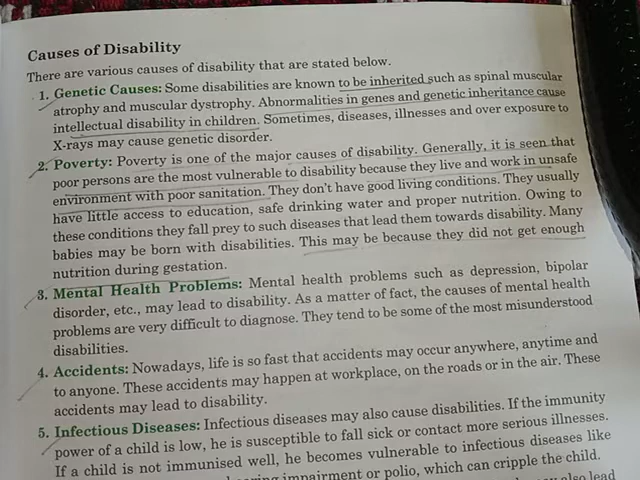 Causes of Disability
There are various causes of disability that are stated below.
1. Genetic Causes: Some disabilities are known to be inherited such as spinal muscular
atrophy and muscular dystrophy. Abnormalities in genes and genetic inheritance cause
intellectual disability in children. Sometimes, diseases, illnesses and over exposure to
X-rays may cause genetic disorder.
2. Poverty: Poverty is one of the major causes of disability. Generally, it is seen that
poor persons are the most vulnerable to disability because they live and work in unsafe
environment with poor sanitation. They don't have good living conditions. They usually
have little access to education, safe drinking water and proper nutrition. Owing to
these conditions they fall prey to such diseases that lead them towards disability. Many
babies may be born with disabilities. This may be because they did not get enough
nutrition during gestation.
3. Mental Health Problems: Mental health problems such as depression, bipolar
disorder, etc., may lead to disability. As a matter of fact, the causes of mental health
problems are very difficult to diagnose. They tend to be some of the most misunderstood
disabilities.
4. Accidents: Nowadays, life is so fast that accidents may occur anywhere, anytime and
to anyone. These accidents may happen at workplace, on the roads or in the air. These
accidents may lead to disability.
5. Infectious Diseases: Infectious diseases may also cause disabilities. If the immunity
power of a child is low, he is susceptible to fall sick or contact more serious illnesses.
If a child is not immunised well, he becomes vulnerable to infectious diseases like
impairment or polio, which can cripple the child.
also lead